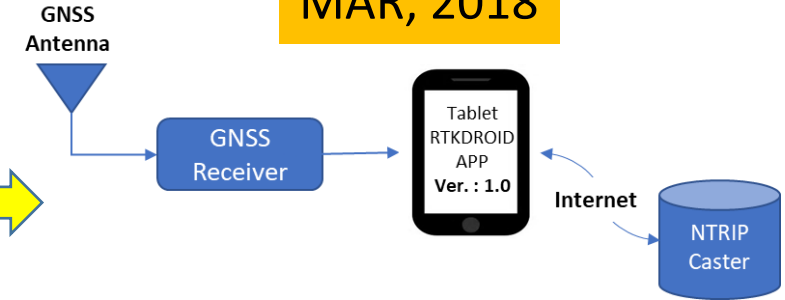 MAR, 2018
GNSS
Antenna
GNSS
Receiver
Tablet
RTKDROID
APP
Ver. : 1.0
Internet
NTRIP
Caster